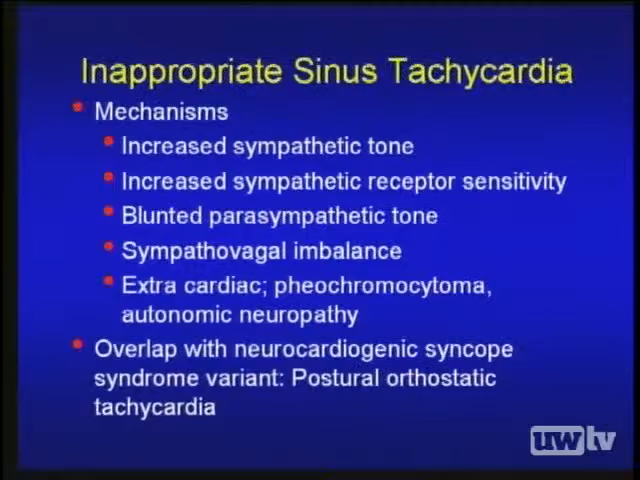 Inappropriate Sinus Tachycardia
• Mechanisms
• Increased sympathetic tone
• Increased sympathetic receptor sensitivity
• Blunted parasympathetic tone
• Sympathovagal imbalance
• Extra cardiac; pheochromocytoma,
autonomic neuropathy
• Overlap with neurocardiogenic syncope
syndrome variant: Postural orthostatic
tachycardia
uwtv